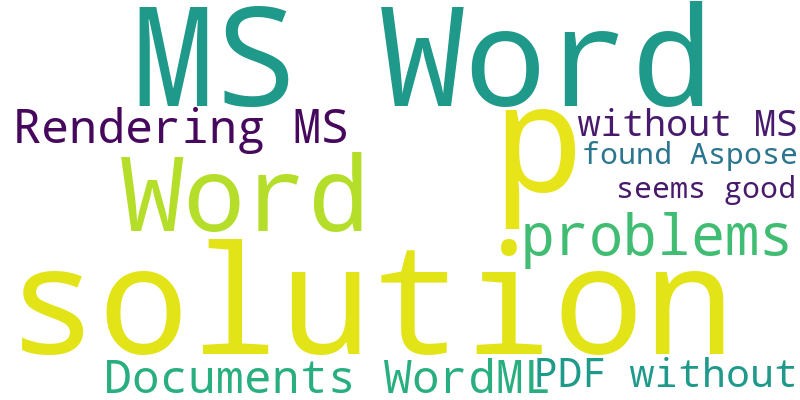 MS Word
Rendering MS
p
without MS
found Aspose
Word
seems good
problems
solution
Documents WordML
PDF without